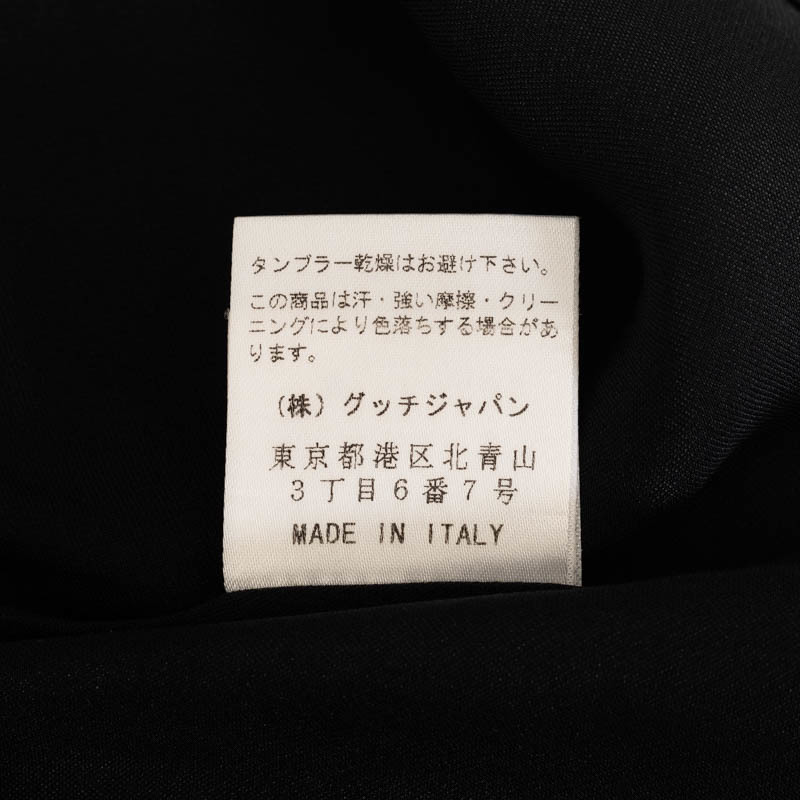 タンブラー乾燥はお避け下さい。
この商品は汗・強い摩擦・クリー
ニングにより色落ちする場合があ
ります。
（株）グッチジャパン
東京都港区北青山
３丁目６番７号
MADE IN ITALY